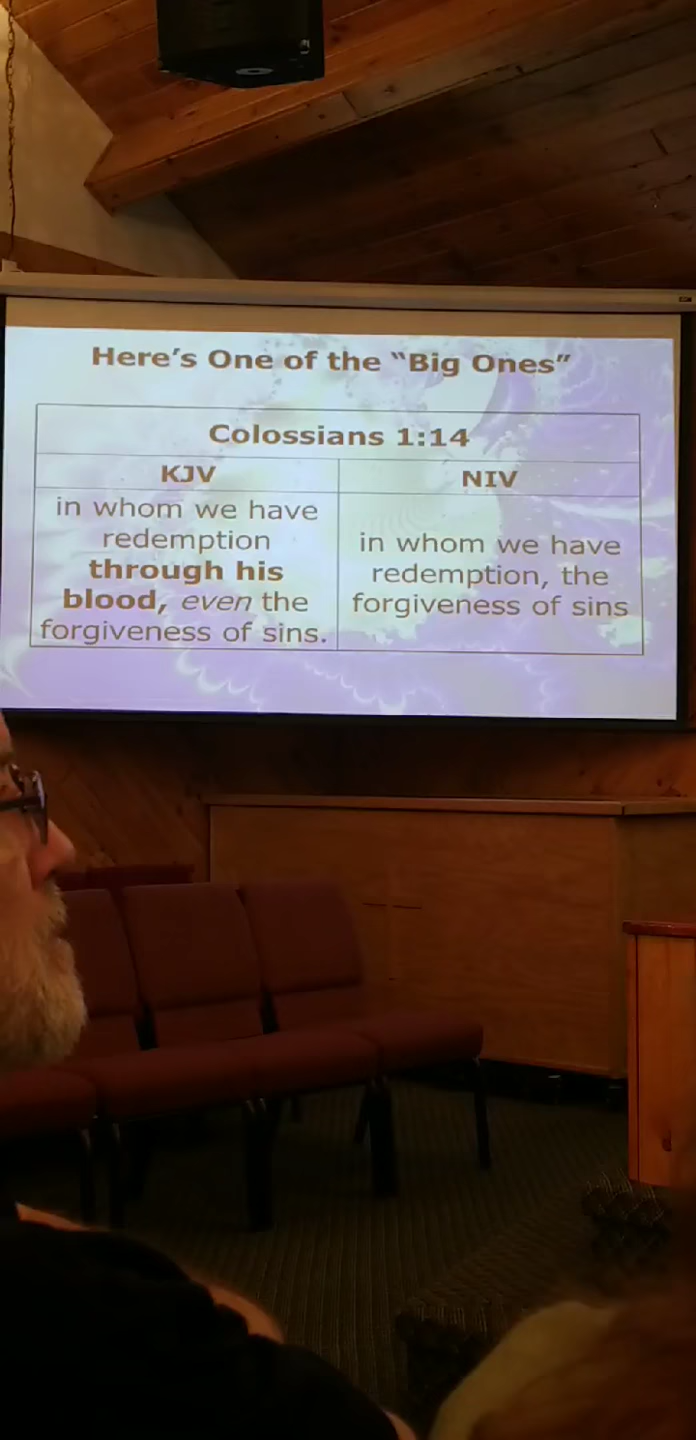 Here's One of the “Big Ones”
Colossians 1:14
KJV
in whom we have
redemption
through his
blood, even the
forgiveness of sins.
NIV
in whom we have
redemption, the
forgiveness of sins